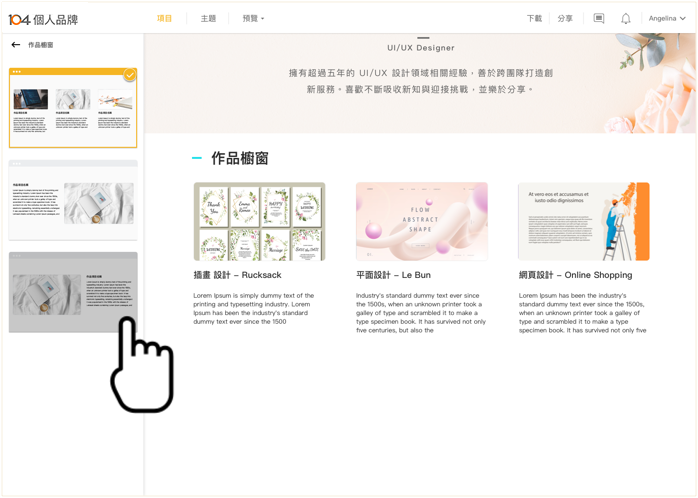 104 個人品牌
項目
主題
預覽
下載
分享
Angelina
作品櫥窗
UI/UX Designer
擁有超過五年的 UI/UX 設計領域相關經驗，善於跨團隊打造創
新服務。喜歡不斷吸收新知與迎接挑戰，並樂於分享。
作品櫥窗
Thank
You
FLOW
ABSTRACT
SHAPE
At vero eos et accusamus et
iusto odio dignissimos
插畫 設計 – Rucksack
平面設計 – Le Bun
網頁設計 – Online Shopping
Lorem Ipsum is simply dummy text of the
printing and typesetting industry. Lorem
Ipsum has been the industry's standard
dummy text ever since the 1500
Industry's standard dummy text ever since
the 1500s, when an unknown printer took a
galley of type and scrambled it to make a
type specimen book. It has survived not only
five centuries, but also the
Lorem Ipsum has been the industry's
standard dummy text ever since the 1500s,
when an unknown printer took a galley of
type and scrambled it to make a type
specimen book. It has survived not only five